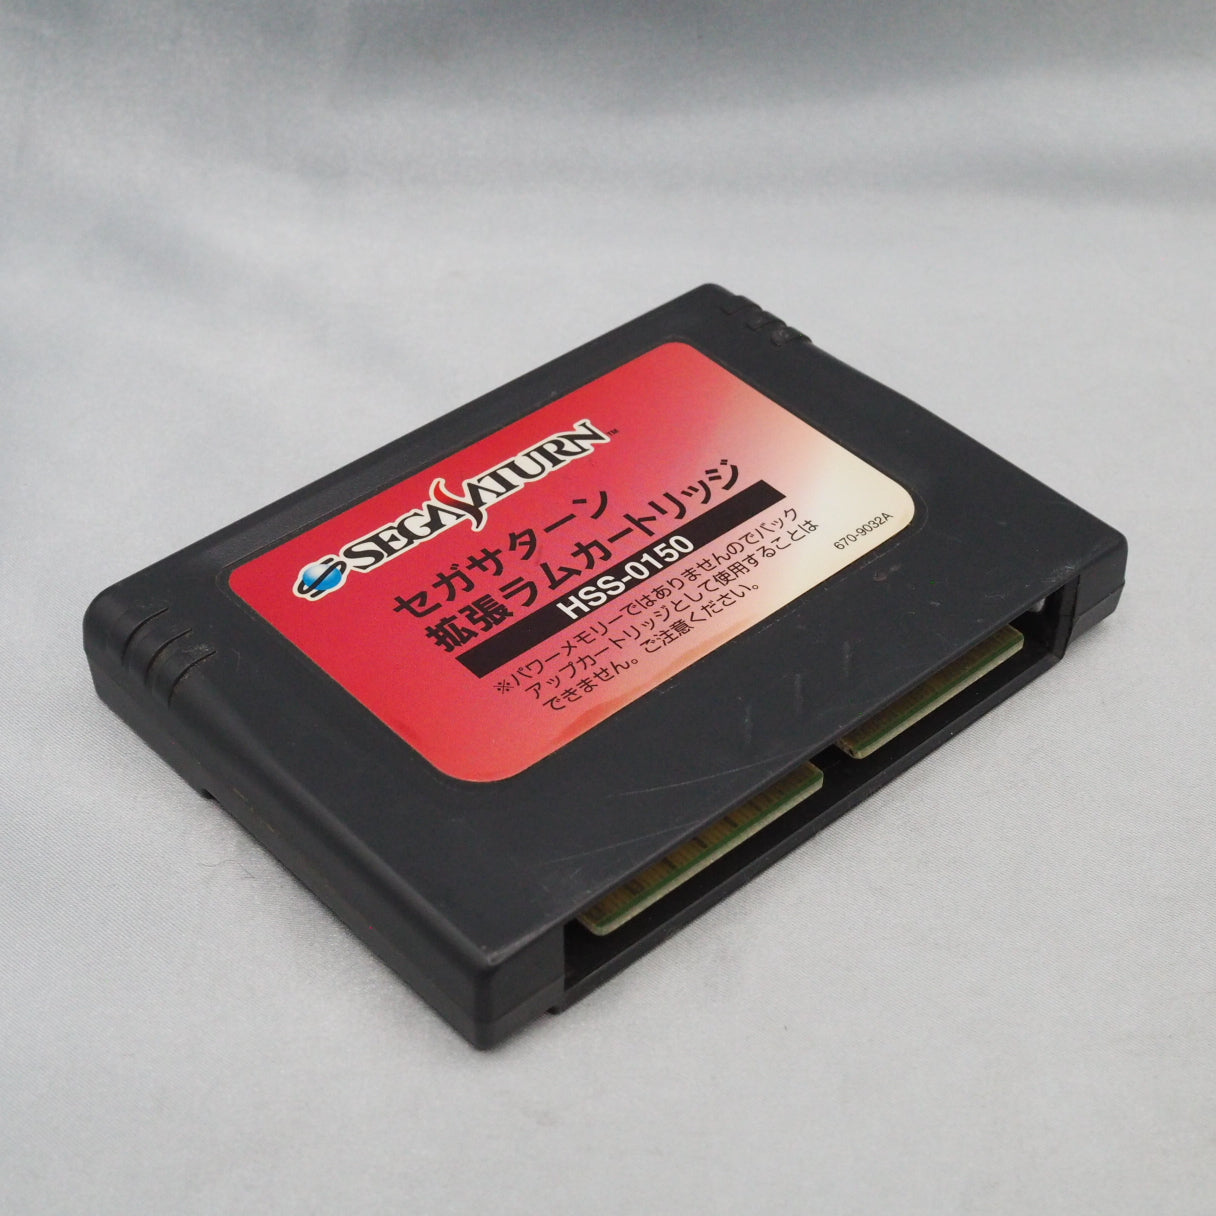 SEGA SATURN™
セガサターン
拡張ラムカートリッジ
HSS-0150
※パワーメモリーではありませんのでバック
アップカートリッジとして使用することは
できません。ご注意ください。
670-9032A